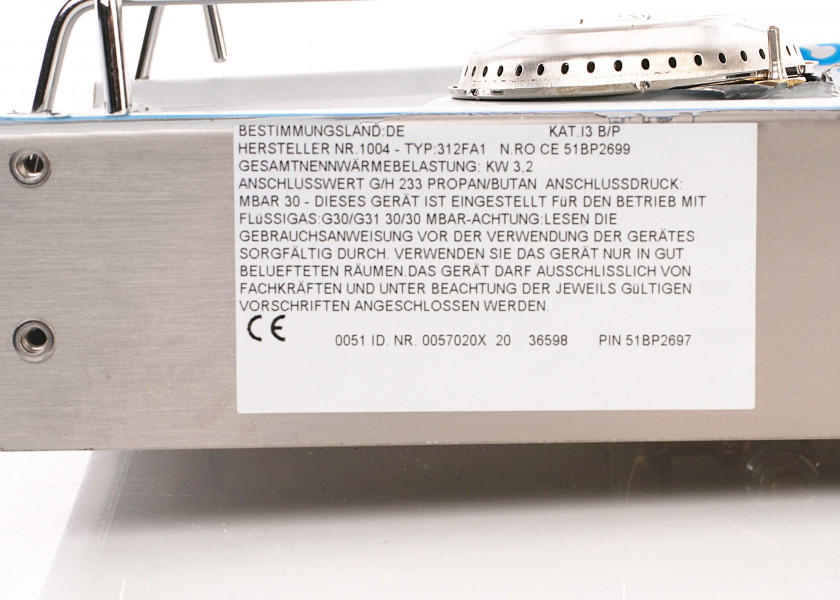 BESTIMMUNGSLAND:DE KAT.I3 B/P
HERSTELLER NR.1004 - TYP:312FA1 N.RO CE 51BP2699
GESAMTNENNWÄRMEBELASTUNG: KW 3,2
ANSCHLUSSWERT G/H 233 PROPAN/BUTAN ANSCHLUSSDRUCK:
MBAR 30 - DIESES GERÄT IST EINGESTELLT FüR DEN BETRIEB MIT
FLüSSIGAS:G30/G31 30/30 MBAR-ACHTUNG:LESEN DIE
GEBRAUCHSANWEISUNG VOR DER VERWENDUNG DER GERÄTES
SORGFÄLTIG DURCH. VERWENDEN SIE DAS GERÄT NUR IN GUT
BELUEFTETEN RÄUMEN.DAS GERÄT DARF AUSSCHLISSLICH VON
FACHKRÄFTEN UND UNTER BEACHTUNG DER JEWEILS GüLTIGEN
VORSCHRIFTEN ANGESCHLOSSEN WERDEN.
CE 0051 ID. NR. 0057020X 20 36598 PIN 51BP2697